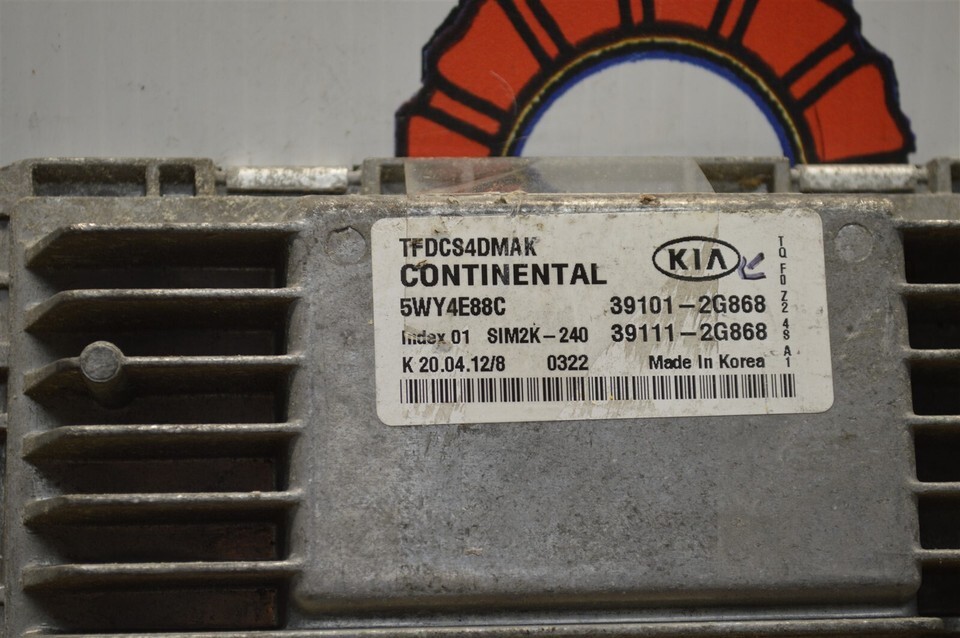 TFDCS4DMAK
CONTINENTAL
KIA
5WY4E88C 39101-2G868
Index 01 SIM2K-240 39111-2G868
K 20.04.12/8 0322 Made In Korea
TQ F0 Z2 48 A1